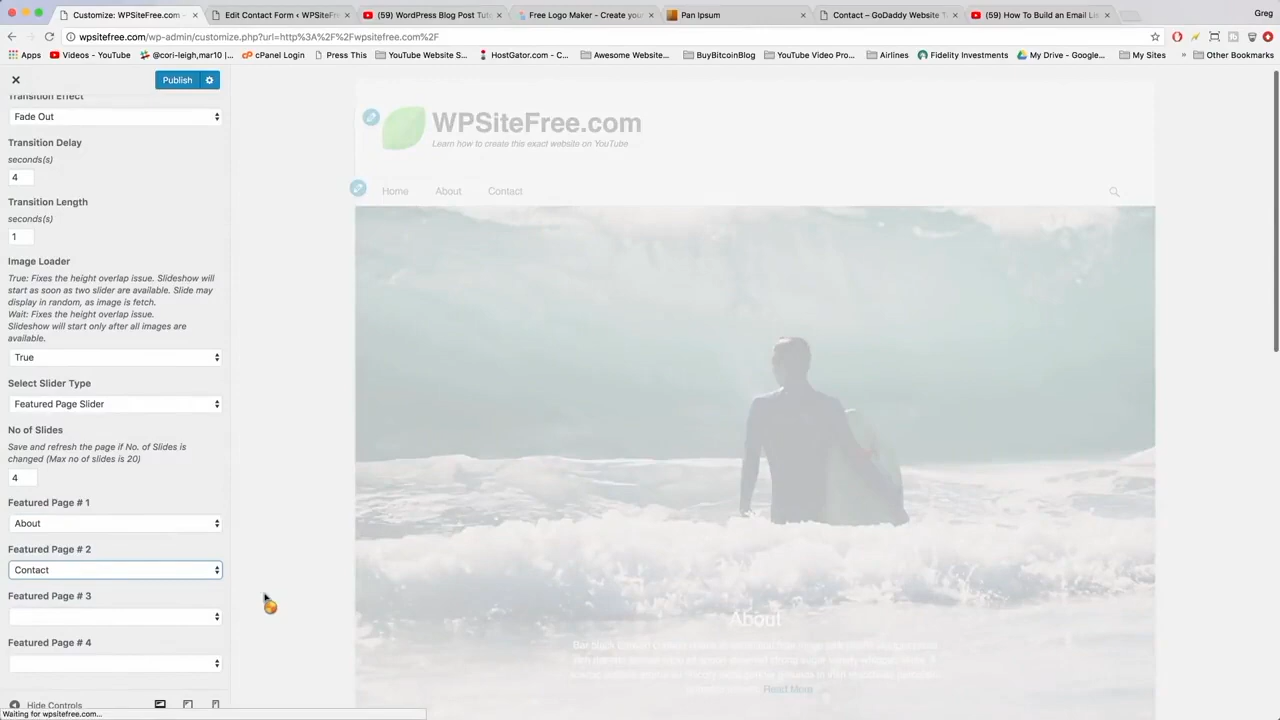 Customize: WPSiteFree.com –
Edit Contact Form ‹ WPSiteFre
(59) WordPress Blog Post Tut
Free Logo Maker - Create you
Pan Ipsum
Contact – GoDaddy Website T
(59) How To Build an Email Lis
Greg
wpsitefree.com/wp-admin/customize.php?url=http%3A%2F%2Fwpsitefree.com%2F
Apps
Videos - YouTube
@cori-leigh,mar10) ...
cPanel Login
Press This
YouTube Website S...
HostGator.com - C...
Awesome Website...
BuyBitcoinBlog
YouTube Video Pro...
Airlines
Fidelity Investments
My Drive - Google...
My Sites
»
Other Bookmarks
Publish
Transition Effect
Fade Out
Transition Delay
seconds(s)
4
Transition Length
seconds(s)
1
Image Loader
True: Fixes the height overlap issue. Slideshow will
start as soon as two slider are available. Slide may
display in random, as image is fetch.
Wait: Fixes the height overlap issue.
Slideshow will start only after all images are
available.
True
Select Slider Type
Featured Page Slider
No of Slides
Save and refresh the page if No. of Slides is
changed (Max no of slides is 20)
4
Featured Page # 1
About
Featured Page # 2
Contact
Featured Page # 3
Featured Page # 4
Hide Controls
Waiting for wpsitefree.com...
WPSiteFree.com
Learn how to create this exact website on YouTube
Home
About
Contact
About
Read More